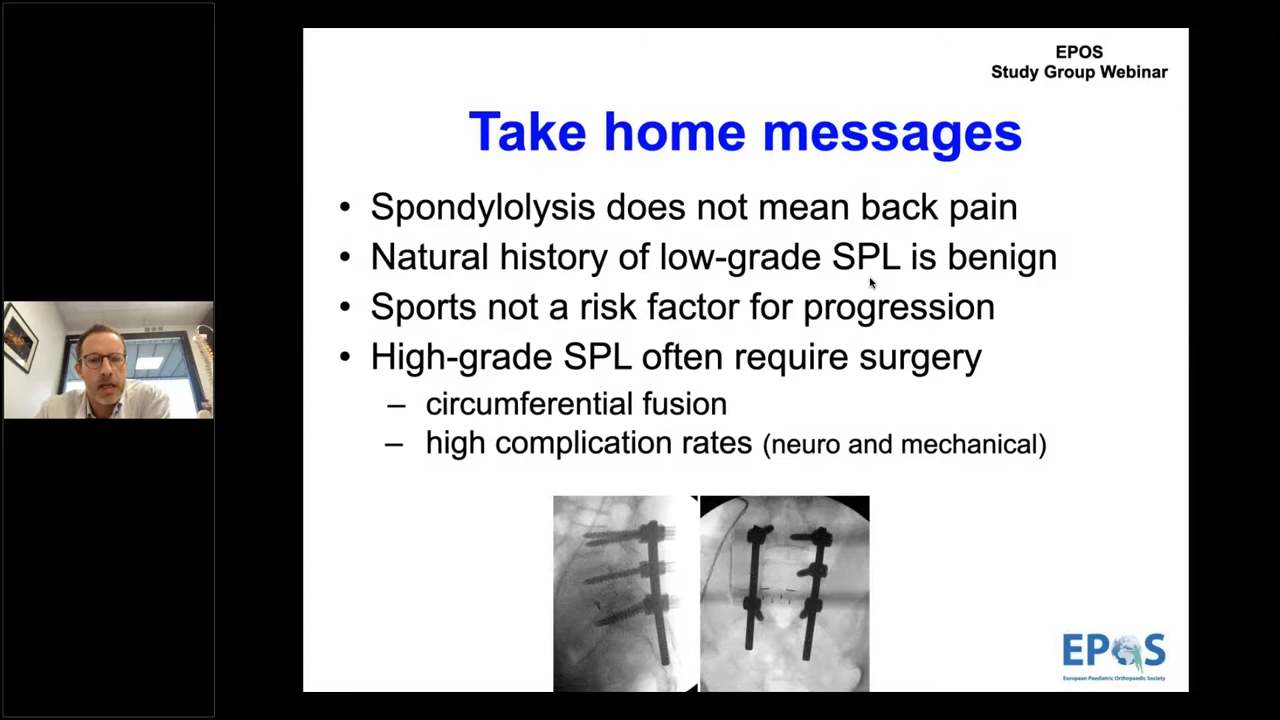 EPOS
Study Group Webinar
Take home messages
• Spondylolysis does not mean back pain
• Natural history of low-grade SPL is benign
• Sports not a risk factor for progression
• High-grade SPL often require surgery
– circumferential fusion
– high complication rates (neuro and mechanical)
EPOS
European Paediatric Orthopaedic Society